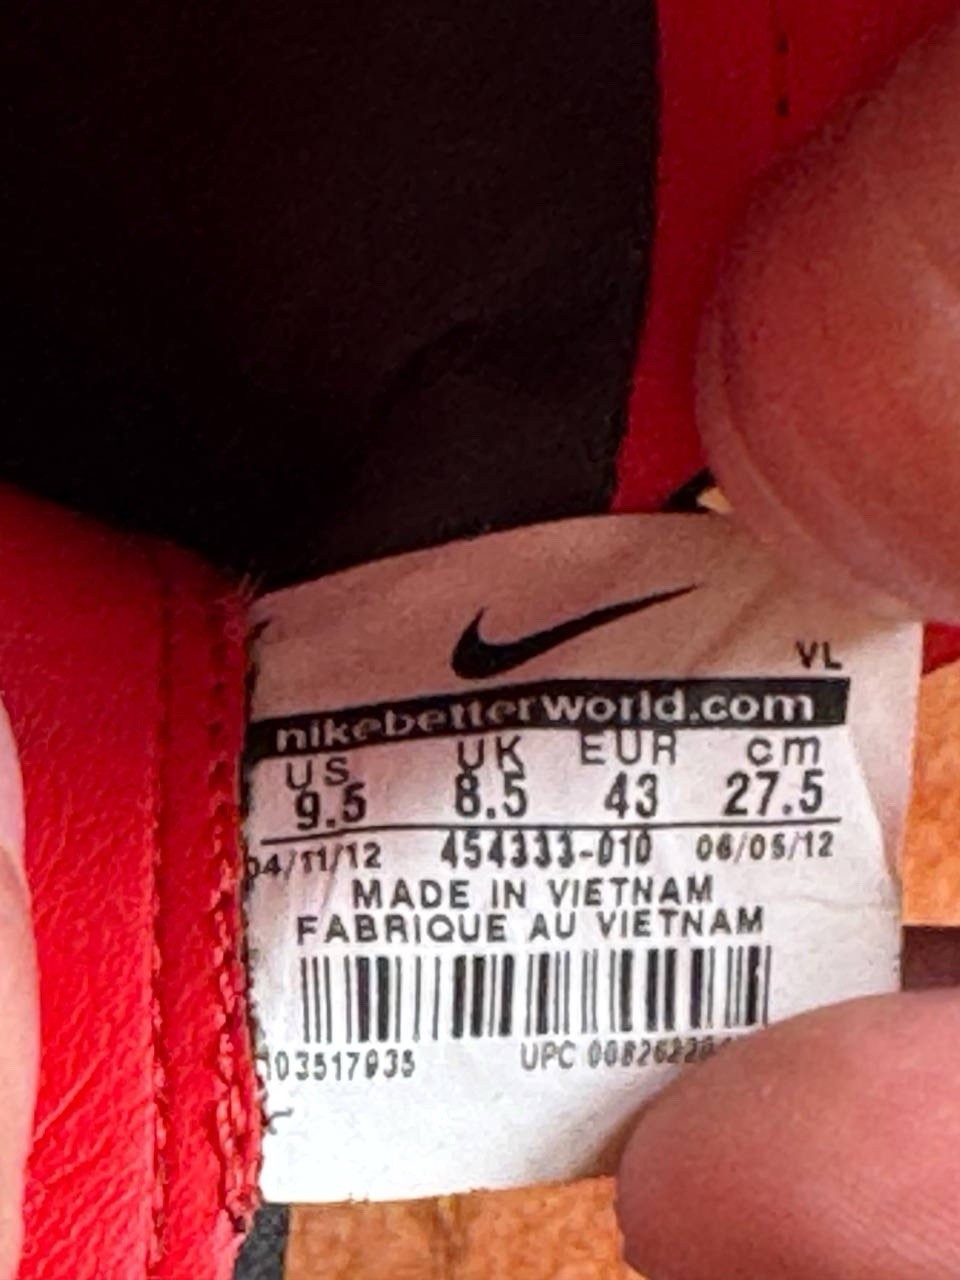 VL
nikebetterworld.com
US UK EUR cm
9.5 8.5 43 27.5
04/11/12 454333-010 06/05/12
MADE IN VIETNAM
FABRIQUE AU VIETNAM
103517935 UPC